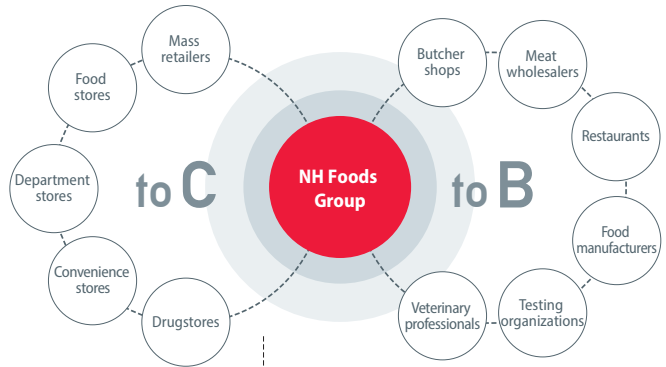 Mass
retailers
Food
stores
Department
stores
Convenience
stores
Drugstores
to C
NH Foods
Group
to B
Butcher
shops
Meat
wholesalers
Restaurants
Food
manufacturers
Testing
organizations
Veterinary
professionals